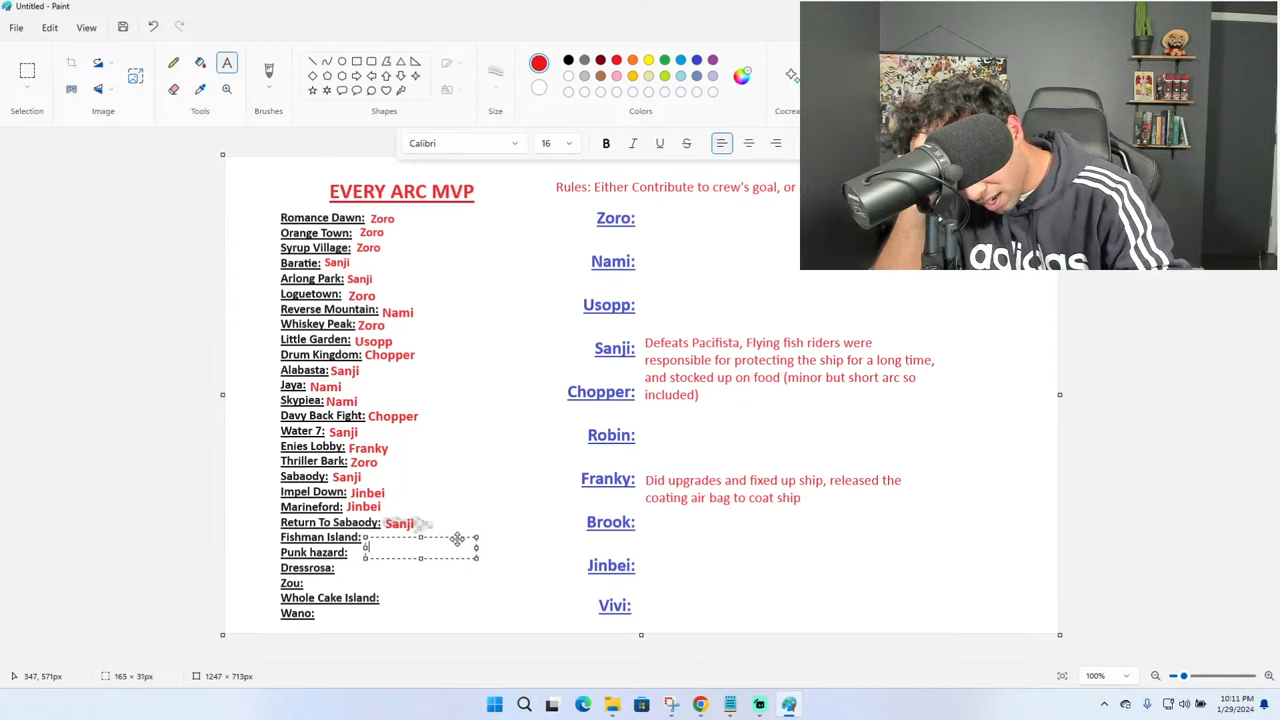 Untitled - Paint
File Edit View
Selection Image Tools Brushes Shapes Size Colors Cocrea
Calibri 16 B I U S
EVERY ARC MVP
Rules: Either Contribute to crew's goal, or
Romance Dawn: Zoro
Orange Town: Zoro
Syrup Village: Zoro
Baratie: Sanji
Arlong Park: Sanji
Loguetown: Zoro
Reverse Mountain: Nami
Whiskey Peak: Zoro
Little Garden: Usopp
Drum Kingdom: Chopper
Alabasta: Sanji
Jaya: Nami
Skypiea: Nami
Davy Back Fight: Chopper
Water 7: Sanji
Enies Lobby: Franky
Thriller Bark: Zoro
Sabaody: Sanji
Impel Down: Jinbei
Marineford: Jinbei
Return To Sabaody: Sanji
Fishman Island:
Punk hazard:
Dressrosa:
Zou:
Whole Cake Island:
Wano:
Zoro:
Nami:
Usopp:
Sanji: Defeats Pacifista, Flying fish riders were
responsible for protecting the ship for a long time,
and stocked up on food (minor but short arc so
included)
Chopper:
Robin:
Franky: Did upgrades and fixed up ship, released the
coating air bag to coat ship
Brook:
Jinbei:
Vivi:
adidas
347, 571px 165 × 31px 1247 × 713px 100%
10:11 PM
1/29/2024